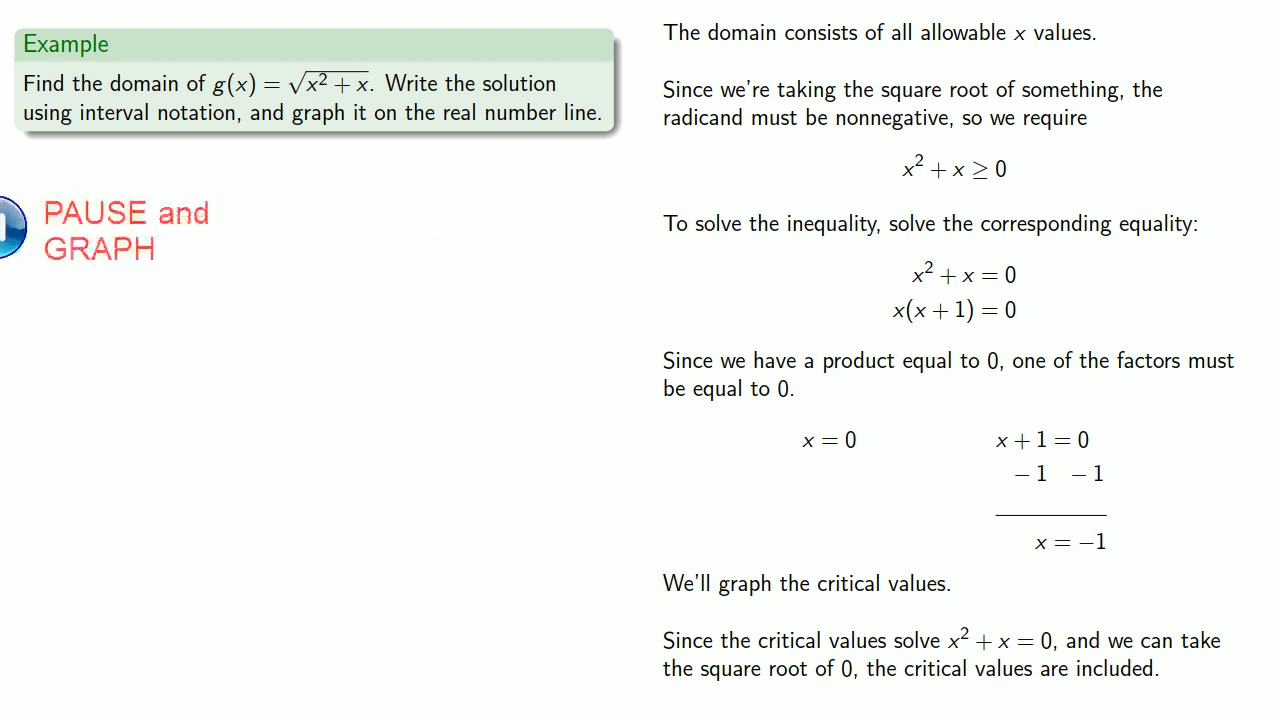 Example
Find the domain of g(x) = √(x² + x). Write the solution
using interval notation, and graph it on the real number line.
PAUSE and
GRAPH
The domain consists of all allowable x values.
Since we're taking the square root of something, the
radicand must be nonnegative, so we require
x² + x ≥ 0
To solve the inequality, solve the corresponding equality:
x² + x = 0
x(x + 1) = 0
Since we have a product equal to 0, one of the factors must
be equal to 0.
x = 0 x + 1 = 0
− 1 − 1
x = −1
We'll graph the critical values.
Since the critical values solve x² + x = 0, and we can take
the square root of 0, the critical values are included.